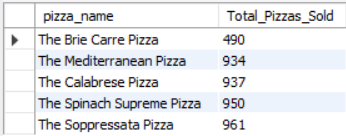 pizza_name Total_Pizzas_Sold
The Brie Carre Pizza 490
The Mediterranean Pizza 934
The Calabrese Pizza 937
The Spinach Supreme Pizza 950
The Soppressata Pizza 961